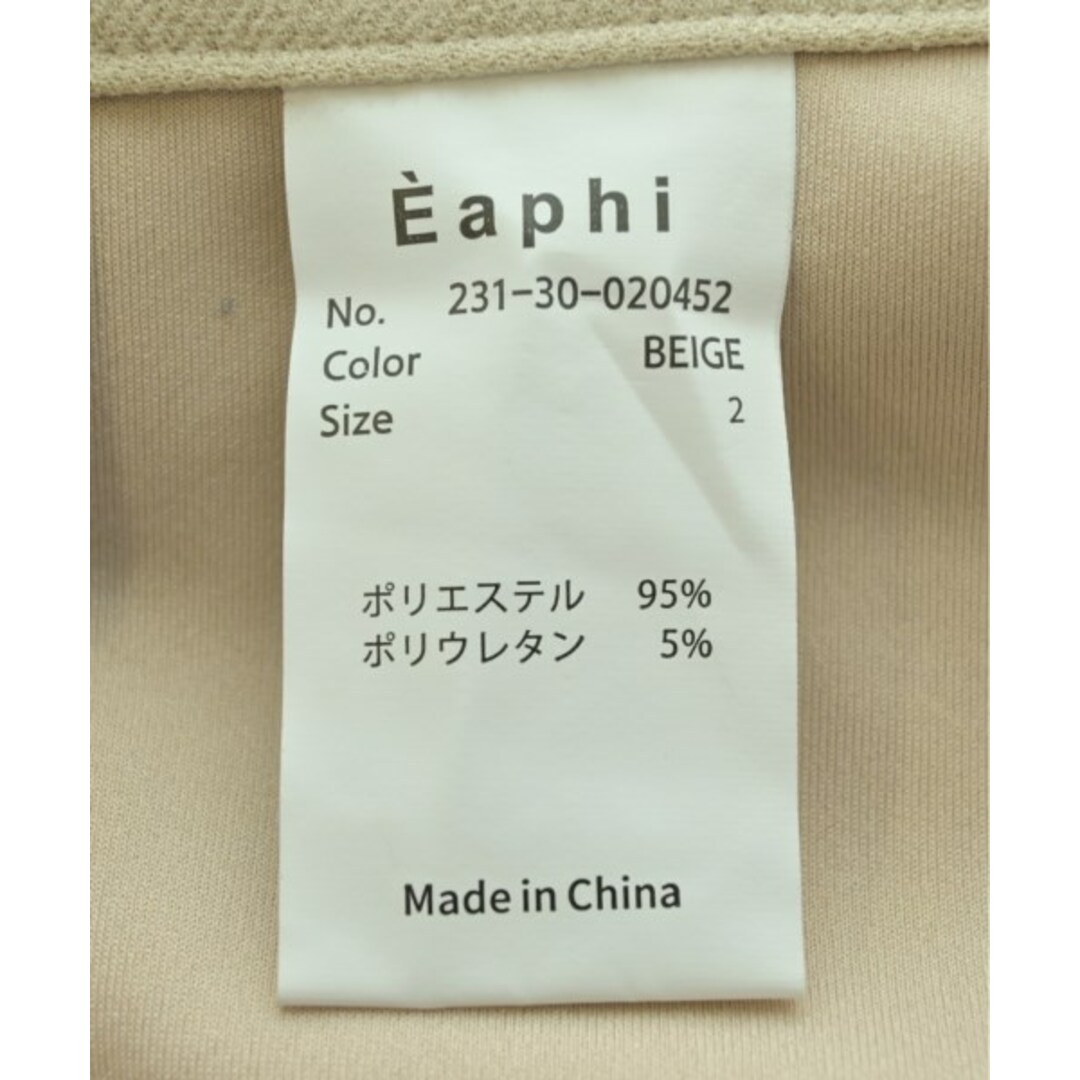 Èaphi
No. 231-30-020452
Color BEIGE
Size 2
ポリエステル 95%
ポリウレタン 5%
Made in China